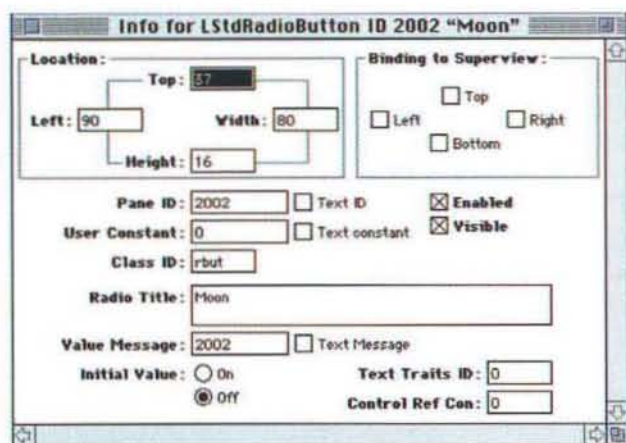 Info for LStdRadioButton ID 2002 “Moon”
Location:
Top: 37
Left: 90
Width: 80
Height: 16
Binding to Superview:
Top
Left
Right
Bottom
Pane ID: 2002
Text ID
Enabled
User Constant: 0
Text constant
Visible
Class ID: rbut
Radio Title: Moon
Value Message: 2002
Text Message
Initial Value: On
Off
Text Traits ID: 0
Control Ref Con: 0